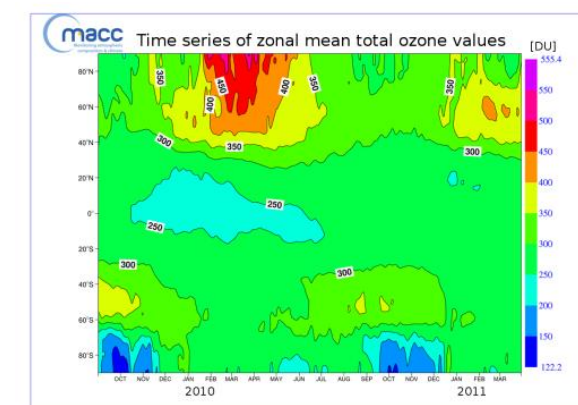 macc
Monitoring atmospheric
composition & climate
Time series of zonal mean total ozone values
[DU]
555.4
550
500
450
400
350
300
250
200
150
122.2
80°N
60°N
40°N
20°N
0°
20°S
40°S
60°S
80°S
350
450
400
400
350
350
300
350
300
250
250
300
300
OCT NOV DEC JAN FEB MAR APR MAY JUN JUL AUG SEP OCT NOV DEC JAN FEB MAR
2010 2011